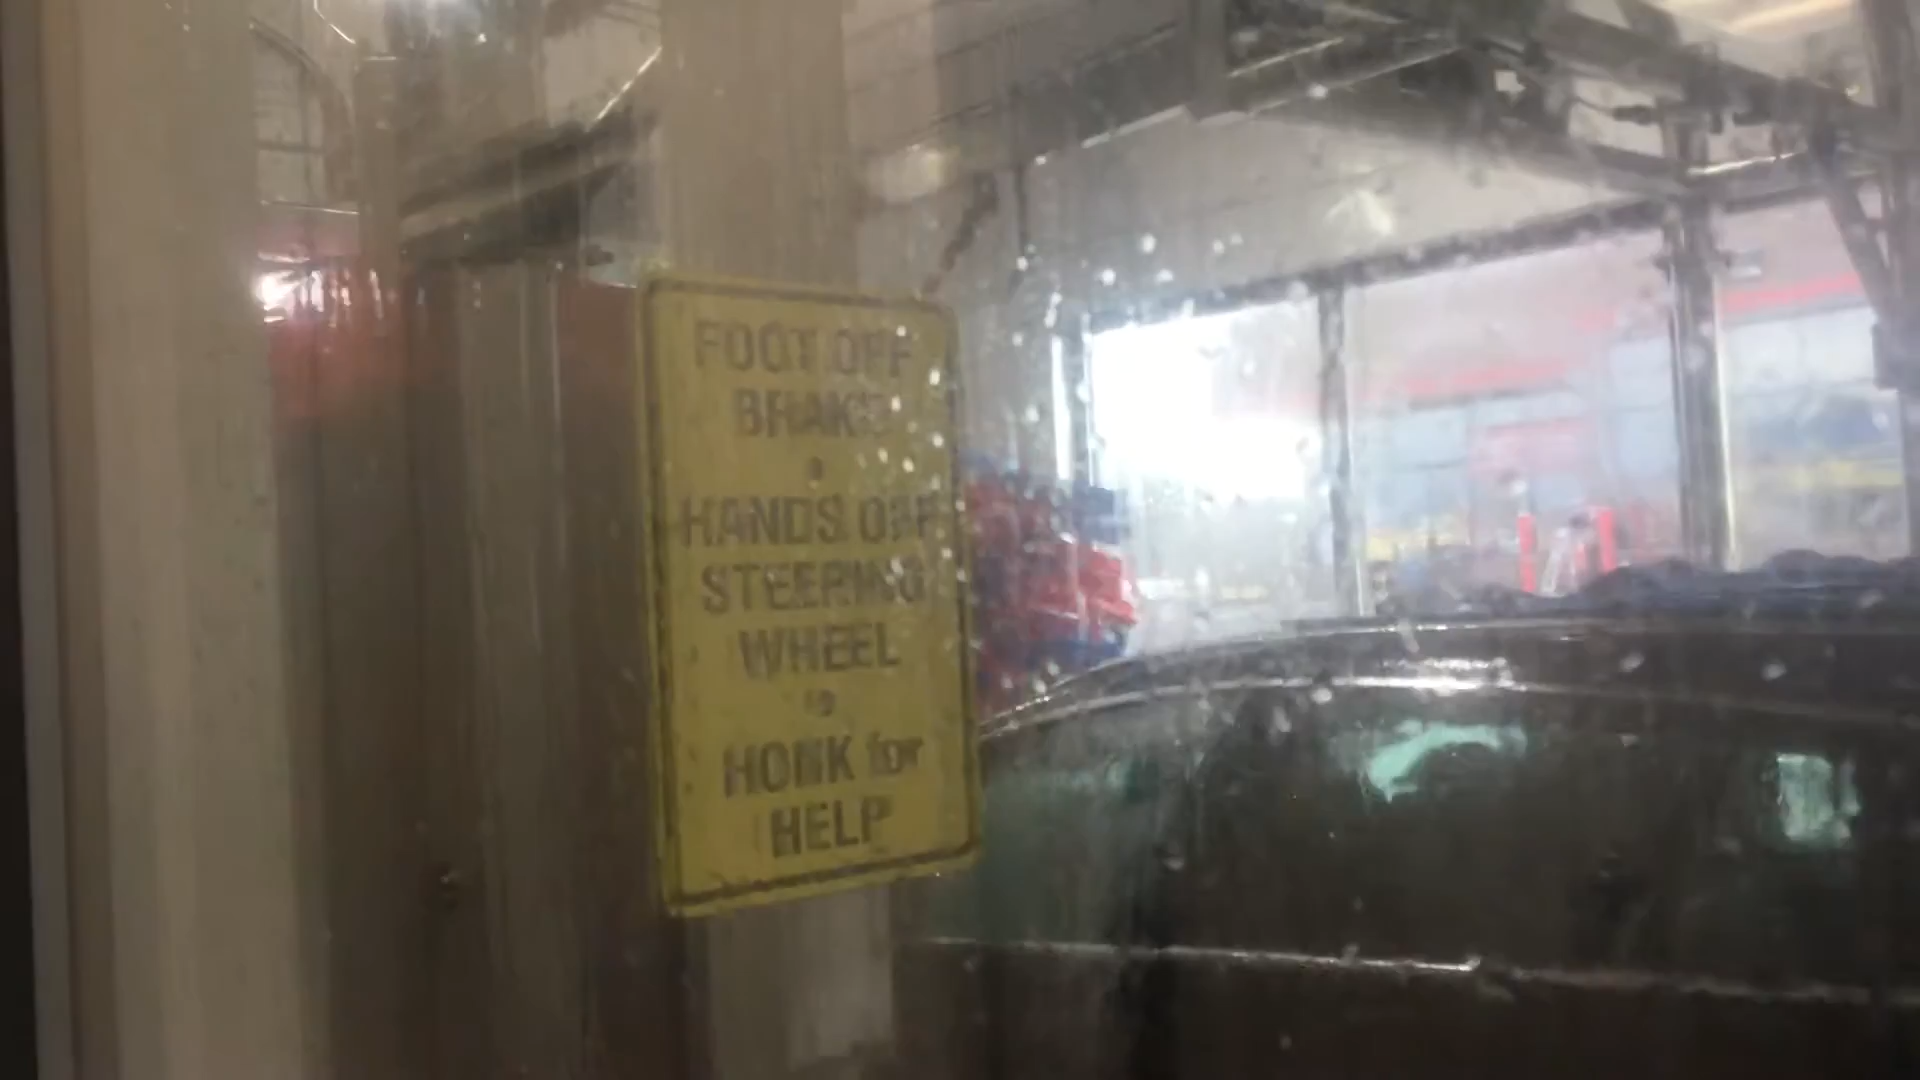 FOOT OFF
BRAKE
•
HANDS OFF
STEERING
WHEEL
•
HONK for
HELP